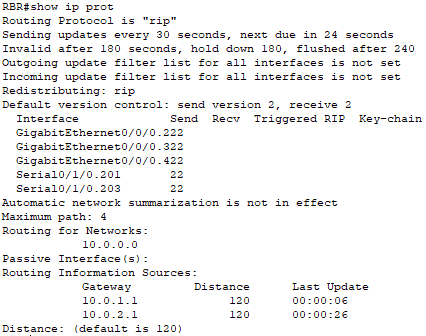 RBR#show ip prot
Routing Protocol is "rip"
Sending updates every 30 seconds, next due in 24 seconds
Invalid after 180 seconds, hold down 180, flushed after 240
Outgoing update filter list for all interfaces is not set
Incoming update filter list for all interfaces is not set
Redistributing: rip
Default version control: send version 2, receive 2
Interface Send Recv Triggered RIP Key-chain
GigabitEthernet0/0/0.222
GigabitEthernet0/0/0.322
GigabitEthernet0/0/0.422
Serial0/1/0.201 22
Serial0/1/0.203 22
Automatic network summarization is not in effect
Maximum path: 4
Routing for Networks:
10.0.0.0
Passive Interface(s):
Routing Information Sources:
Gateway Distance Last Update
10.0.1.1 120 00:00:06
10.0.2.1 120 00:00:26
Distance: (default is 120)